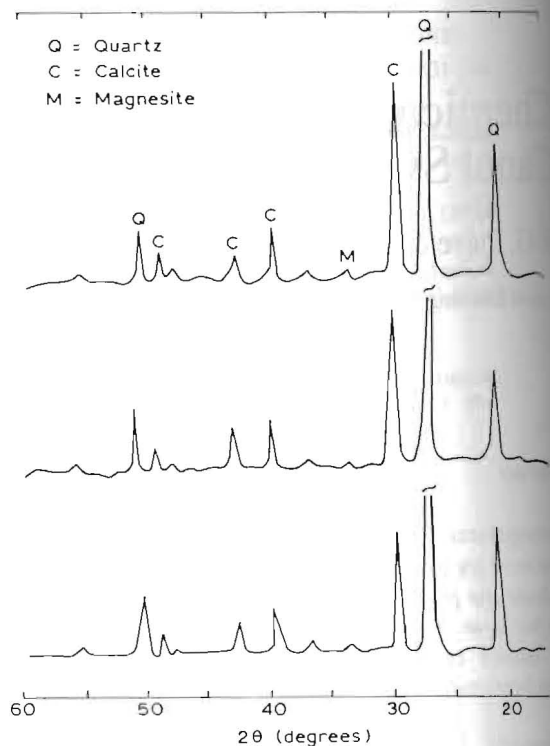 Q = Quartz
C = Calcite
M = Magnesite
Q
C
C
C
M
C
Q
Q
60 50 40 30 20
2θ (degrees)